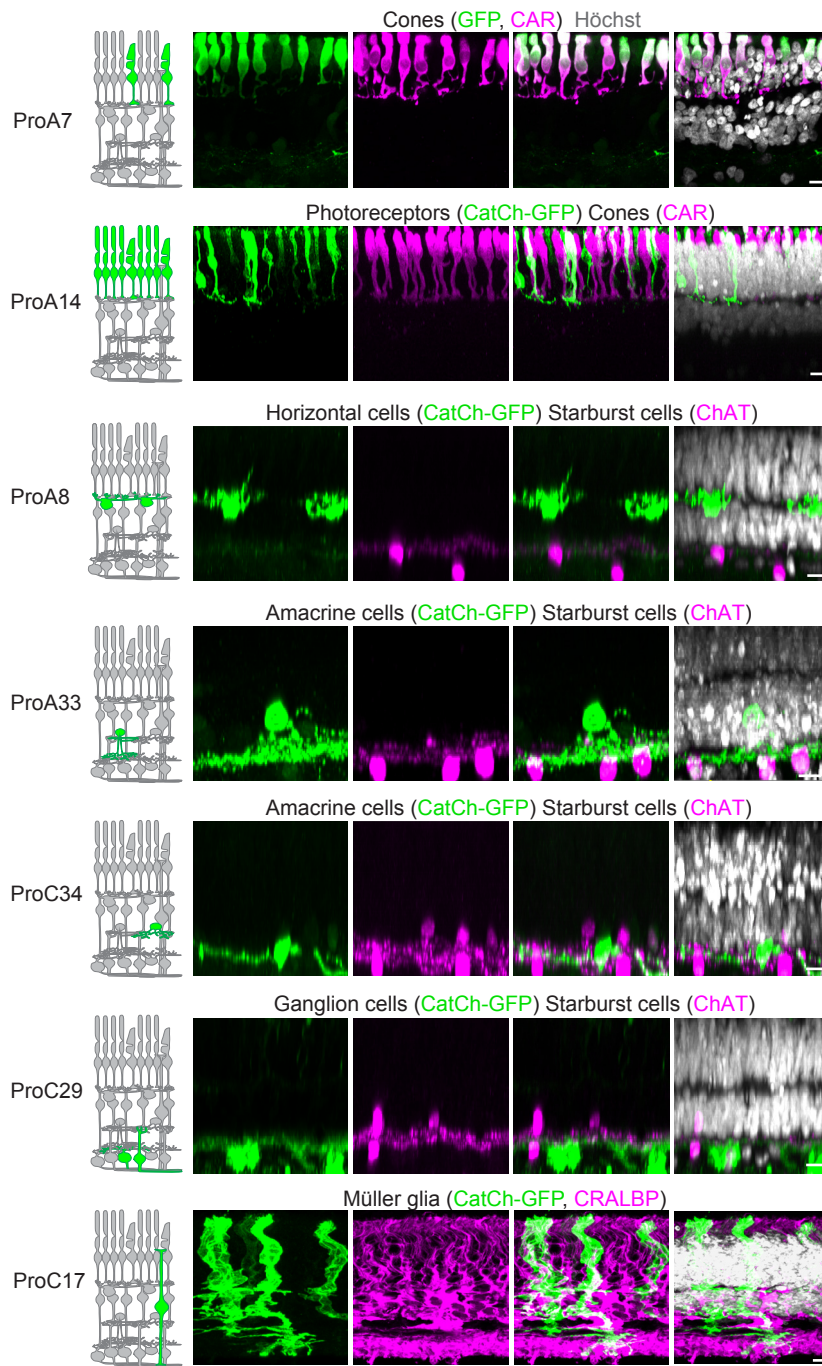 Cones (GFP, CAR) Höchst
ProA7
Photoreceptors (CatCh-GFP) Cones (CAR)
ProA14
Horizontal cells (CatCh-GFP) Starburst cells (ChAT)
ProA8
Amacrine cells (CatCh-GFP) Starburst cells (ChAT)
ProA33
Amacrine cells (CatCh-GFP) Starburst cells (ChAT)
ProC34
Ganglion cells (CatCh-GFP) Starburst cells (ChAT)
ProC29
Müller glia (CatCh-GFP, CRALBP)
ProC17